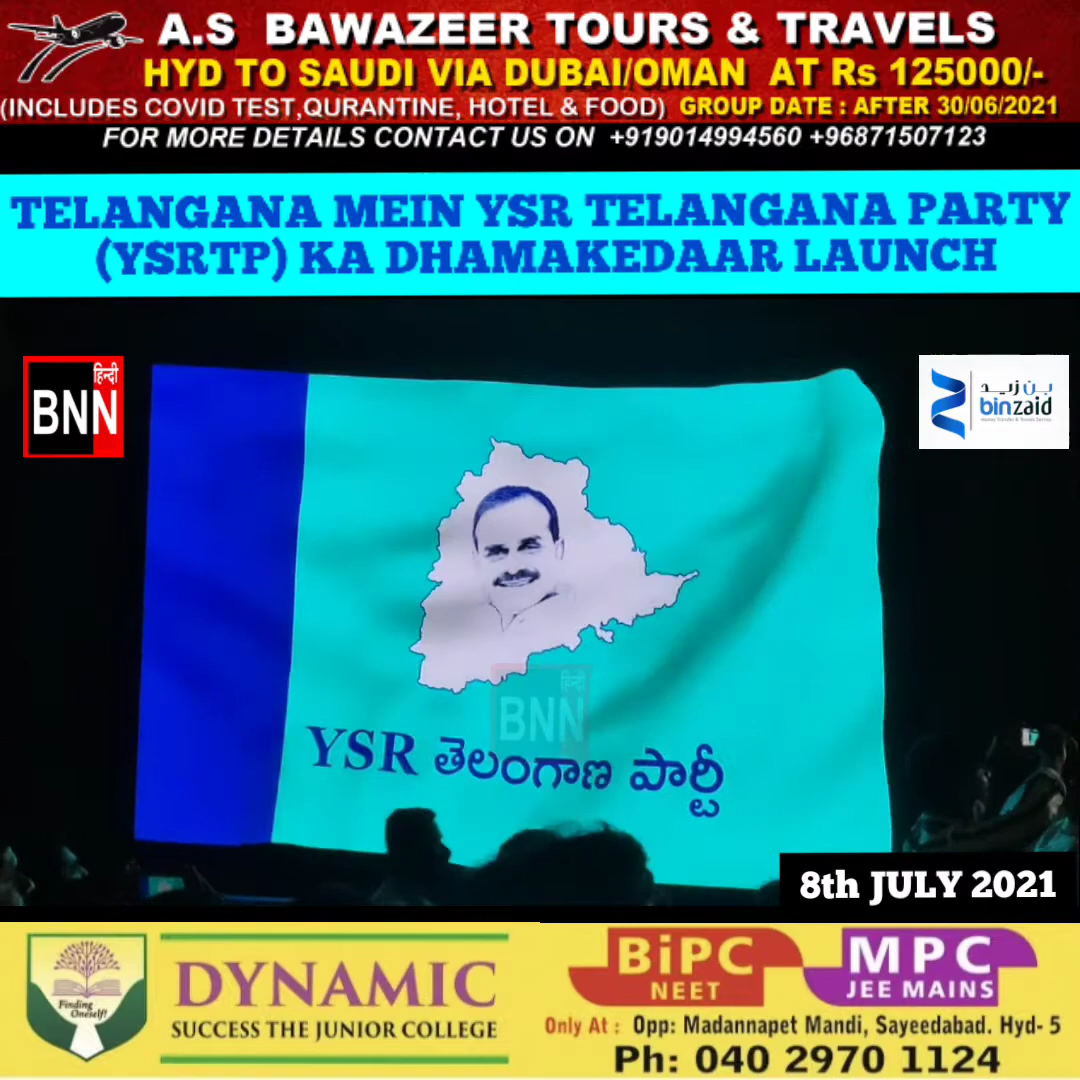 A.S BAWAZEER TOURS & TRAVELS
HYD TO SAUDI VIA DUBAI/OMAN AT Rs 125000/-
(INCLUDES COVID TEST,QURANTINE, HOTEL & FOOD) GROUP DATE : AFTER 30/06/2021
FOR MORE DETAILS CONTACT US ON +919014994560 +96871507123
TELANGANA MEIN YSR TELANGANA PARTY
(YSRTP) KA DHAMAKEDAAR LAUNCH
हिन्दी
BNN
بن زيد
binzaid
हिन्दी
BNN
YSR తెలంగాణ పార్టీ
8th JULY 2021
Finding
Oneself!
DYNAMIC
SUCCESS THE JUNIOR COLLEGE
BiPC
NEET
MPC
JEE MAINS
Only At : Opp: Madannapet Mandi, Sayeedabad. Hyd- 5
Ph: 040 2970 1124